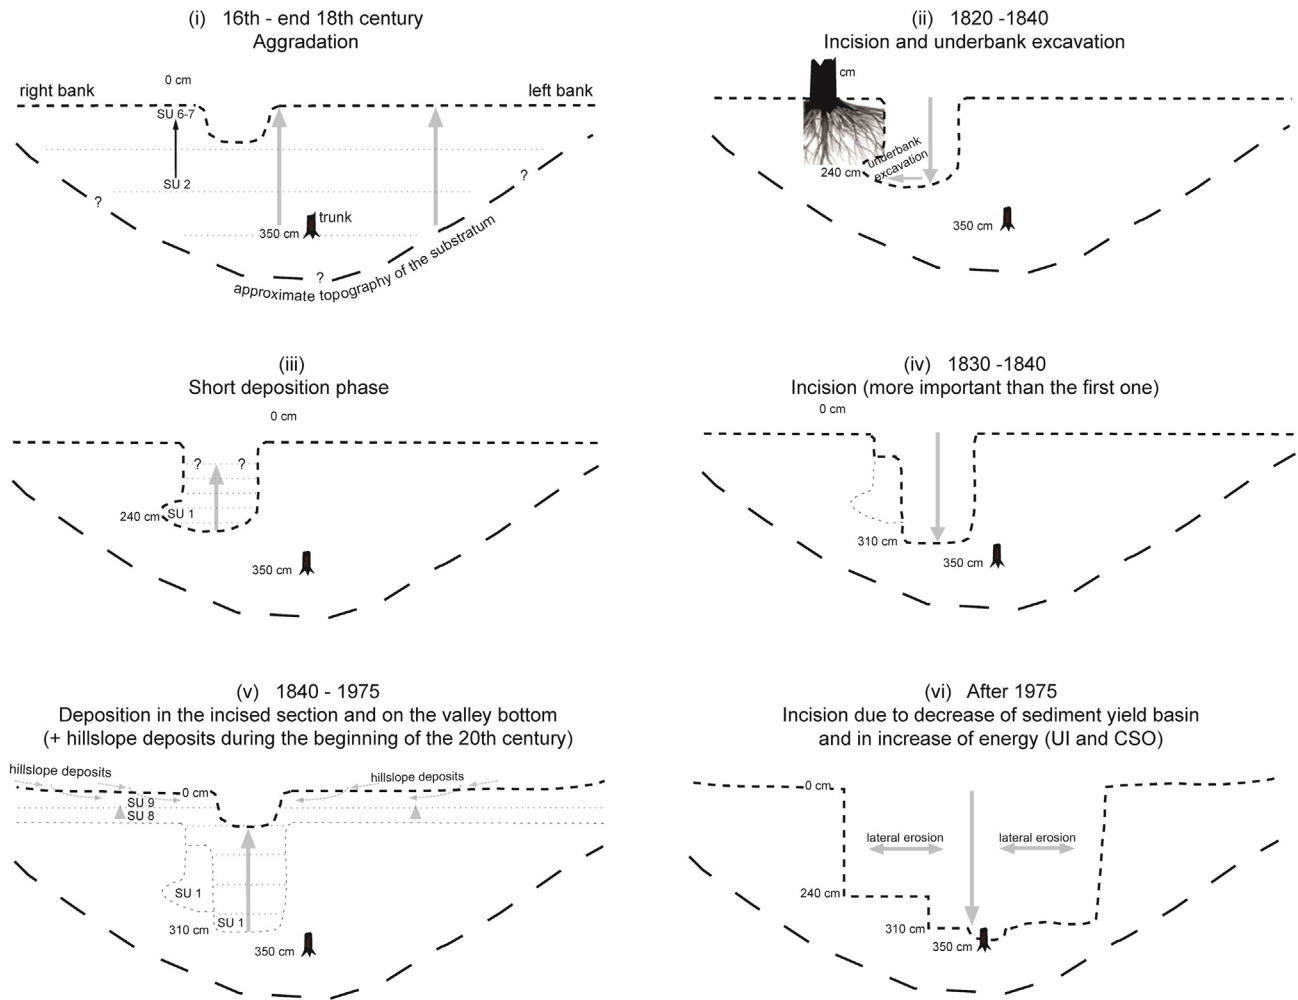 (i) 16th - end 18th century
Aggradation
0 cm
right bank
left bank
SU 6-7
SU 2
?
?
trunk
350 cm
?
approximate topography of the substratum
(ii) 1820 -1840
Incision and underbank excavation
cm
underbank
excavation
240 cm
350 cm
(iii)
Short deposition phase
0 cm
? ?
240 cm
SU 1
350 cm
(iv) 1830 -1840
Incision (more important than the first one)
0 cm
310 cm
350 cm
(v) 1840 - 1975
Deposition in the incised section and on the valley bottom
(+ hillslope deposits during the beginning of the 20th century)
hillslope deposits
hillslope deposits
0 cm
SU 9
SU 8
SU 1
SU 1
310 cm
350 cm
(vi) After 1975
Incision due to decrease of sediment yield basin
and in increase of energy (UI and CSO)
0 cm
lateral erosion
lateral erosion
240 cm
310 cm
350 cm